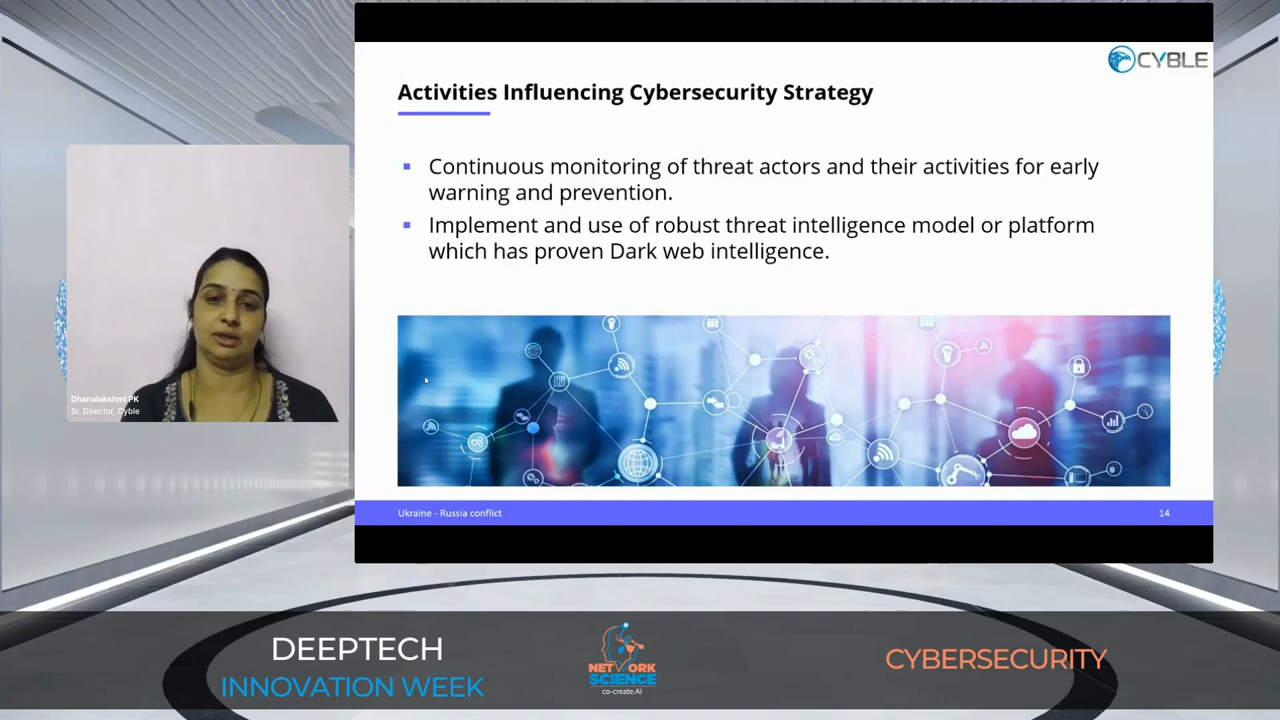 CYBLE
Activities Influencing Cybersecurity Strategy
Continuous monitoring of threat actors and their activities for early
warning and prevention.
Implement and use of robust threat intelligence model or platform
which has proven Dark web intelligence.
Dhanalakshmi PK
Sr. Director, Cyble
Ukraine - Russia conflict
14
DEEPTECH
INNOVATION WEEK
NETWORK
SCIENCE
co-create.AI
CYBERSECURITY